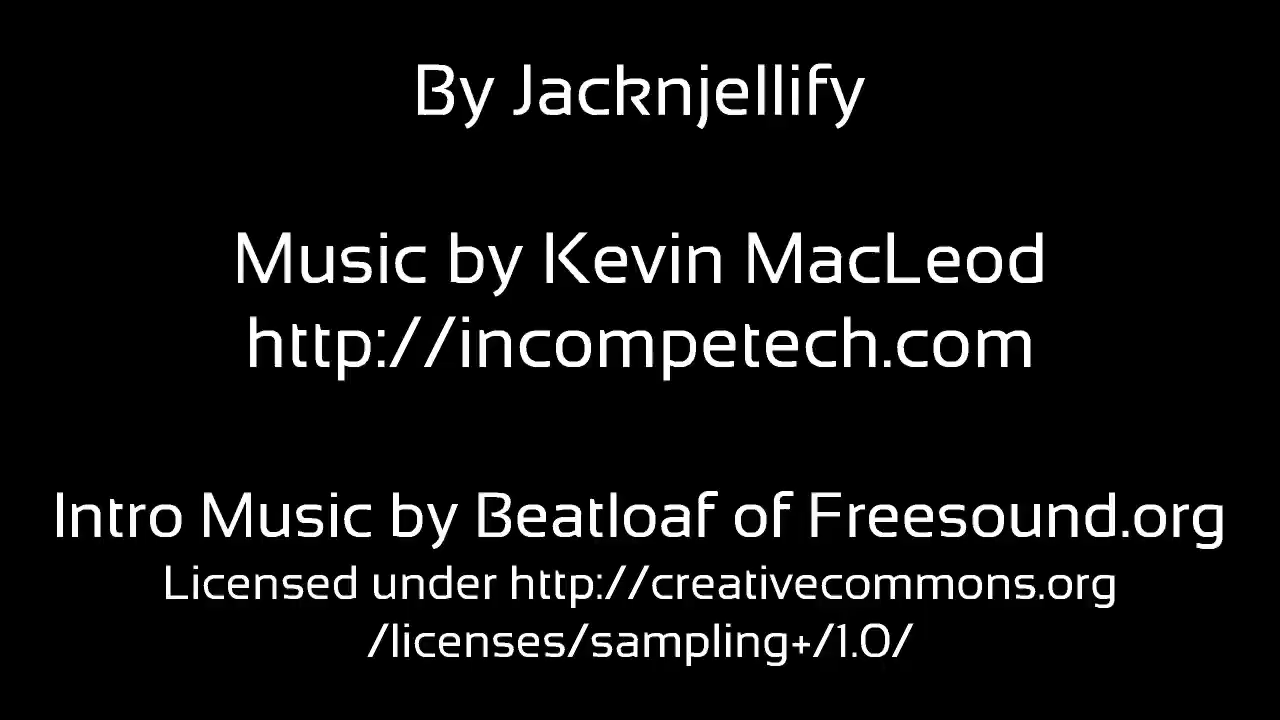 By Jacknjellify
Music by Kevin MacLeod
http://incompetech.com
Intro Music by Beatloaf of Freesound.org
Licensed under http://creativecommons.org
/licenses/sampling+/1.0/